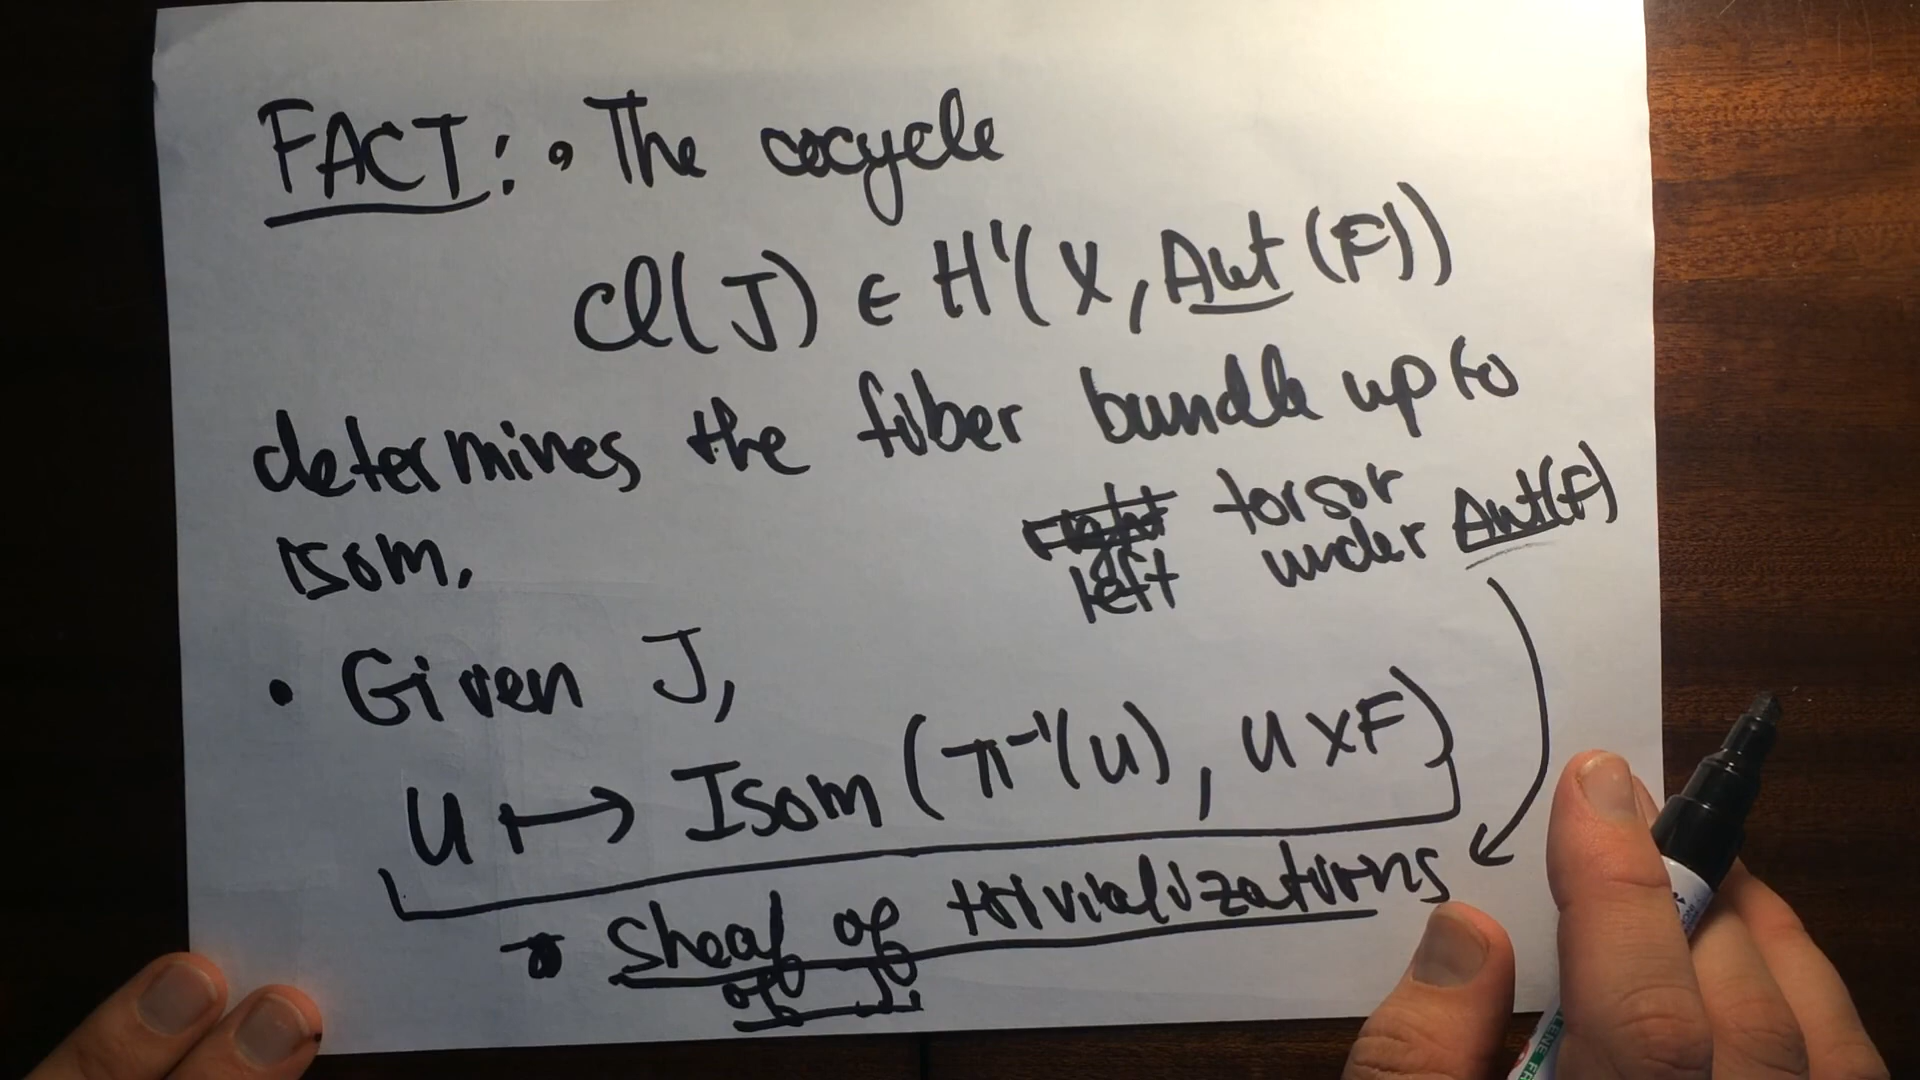 FACT: • The cocycle
cl(J) ∈ H¹(X, Aut(F))
determines the fiber bundle up to
isom.
left torsor under Aut(F)
• Given J,
U ↦ Isom(π⁻¹(U), U×F)
Sheaf of trivializations
of J.